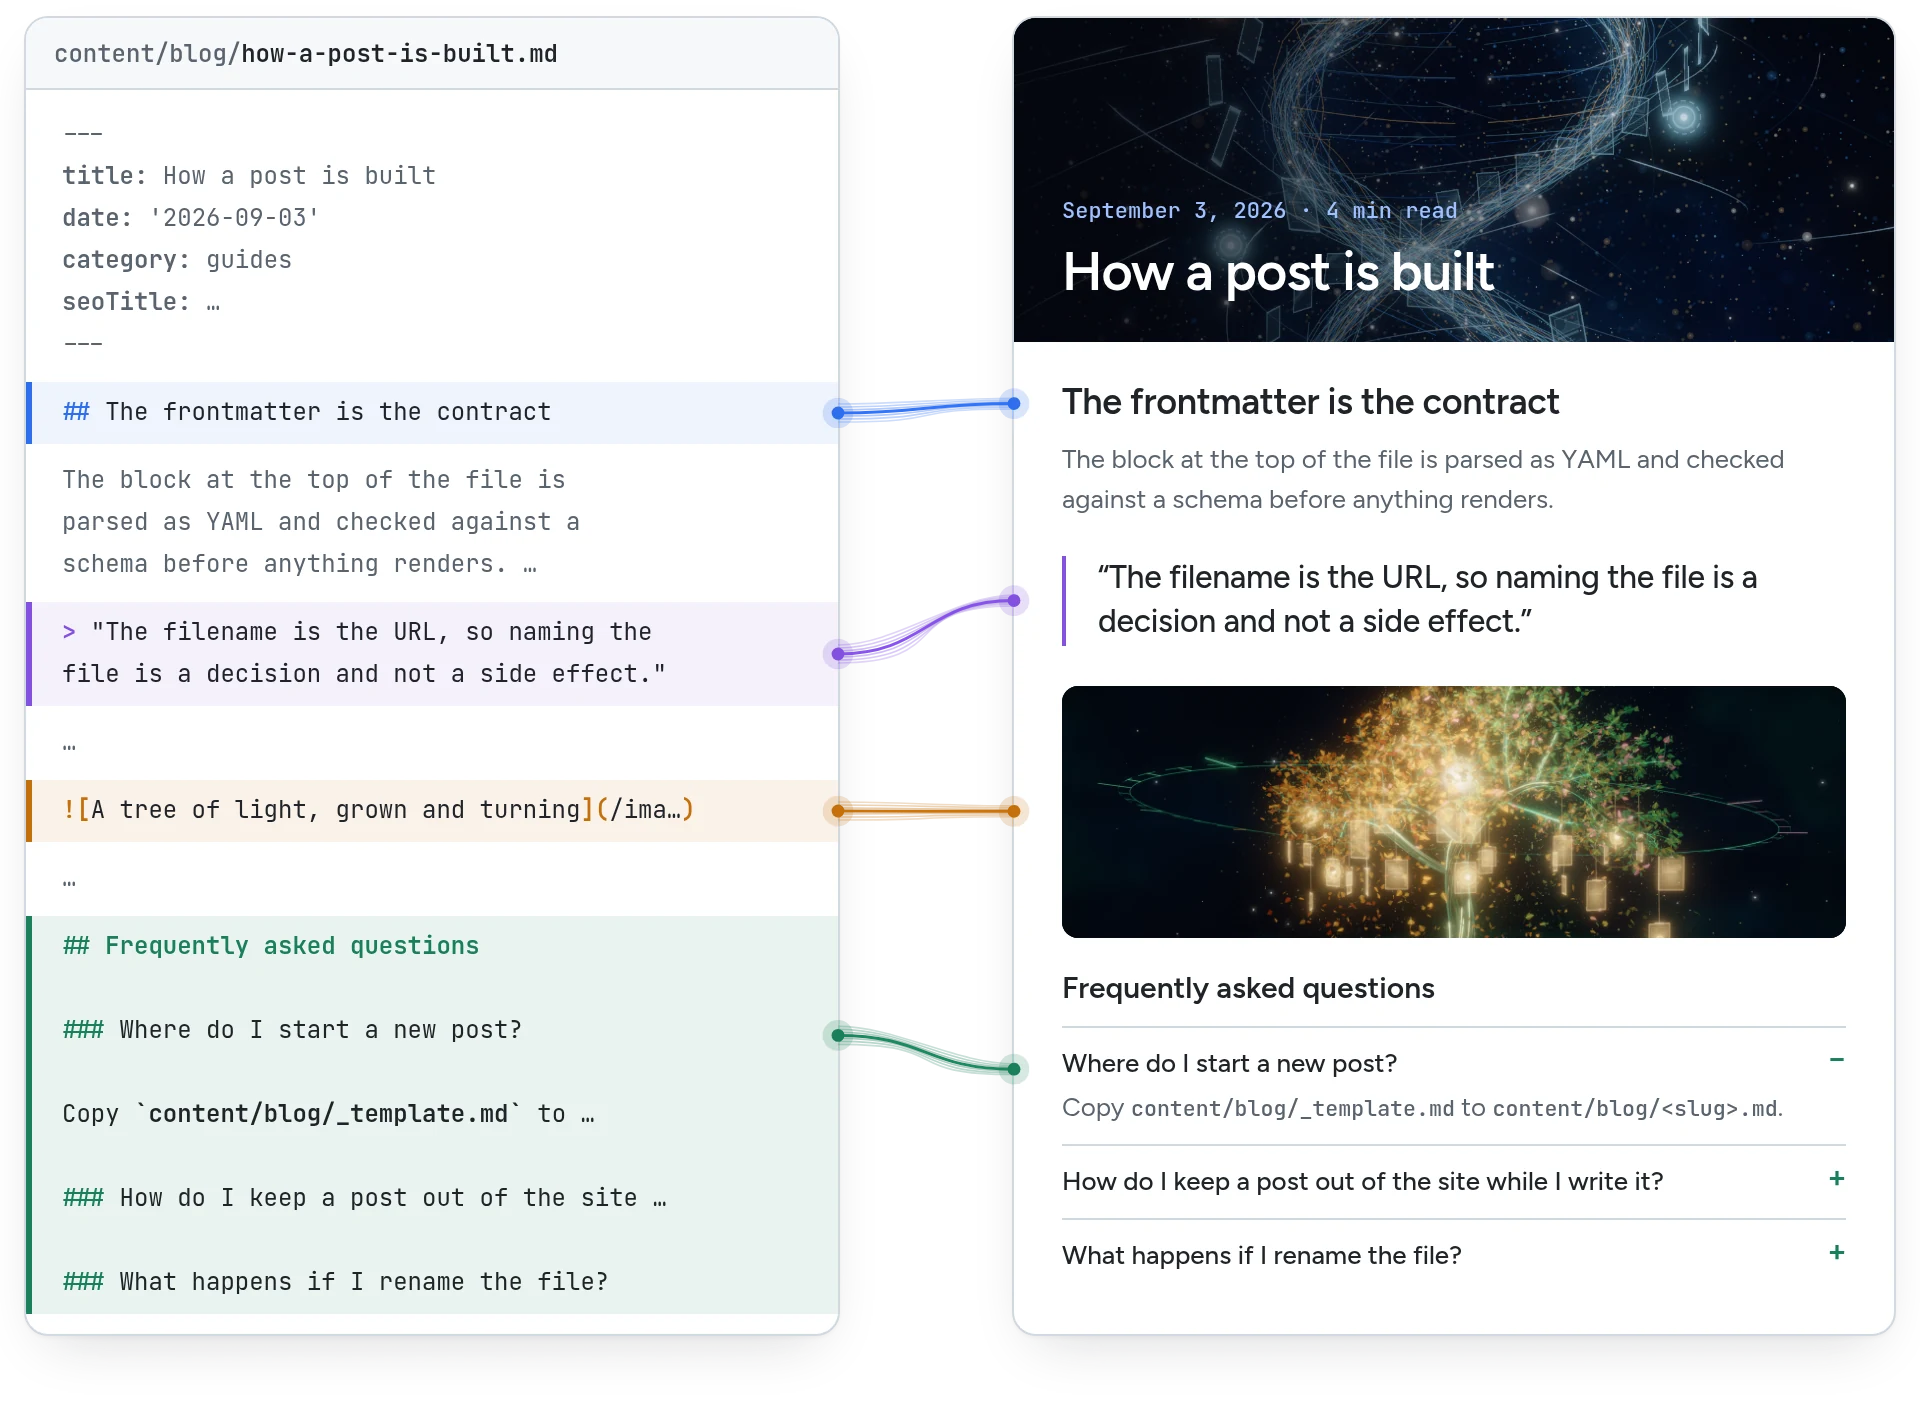 content/blog/how-a-post-is-built.md
---
title: How a post is built
date: '2026-09-03'
category: guides
seoTitle: …
---
## The frontmatter is the contract
The block at the top of the file is
parsed as YAML and checked against a
schema before anything renders. …
> "The filename is the URL, so naming the
file is a decision and not a side effect."
…
![A tree of light, grown and turning](/ima…)
…
## Frequently asked questions
### Where do I start a new post?
Copy `content/blog/_template.md` to …
### How do I keep a post out of the site …
### What happens if I rename the file?
September 3, 2026 · 4 min read
How a post is built
The frontmatter is the contract
The block at the top of the file is parsed as YAML and checked
against a schema before anything renders.
“The filename is the URL, so naming the file is a
decision and not a side effect.”
Frequently asked questions
Where do I start a new post? −
Copy content/blog/_template.md to content/blog/<slug>.md.
How do I keep a post out of the site while I write it? +
What happens if I rename the file? +